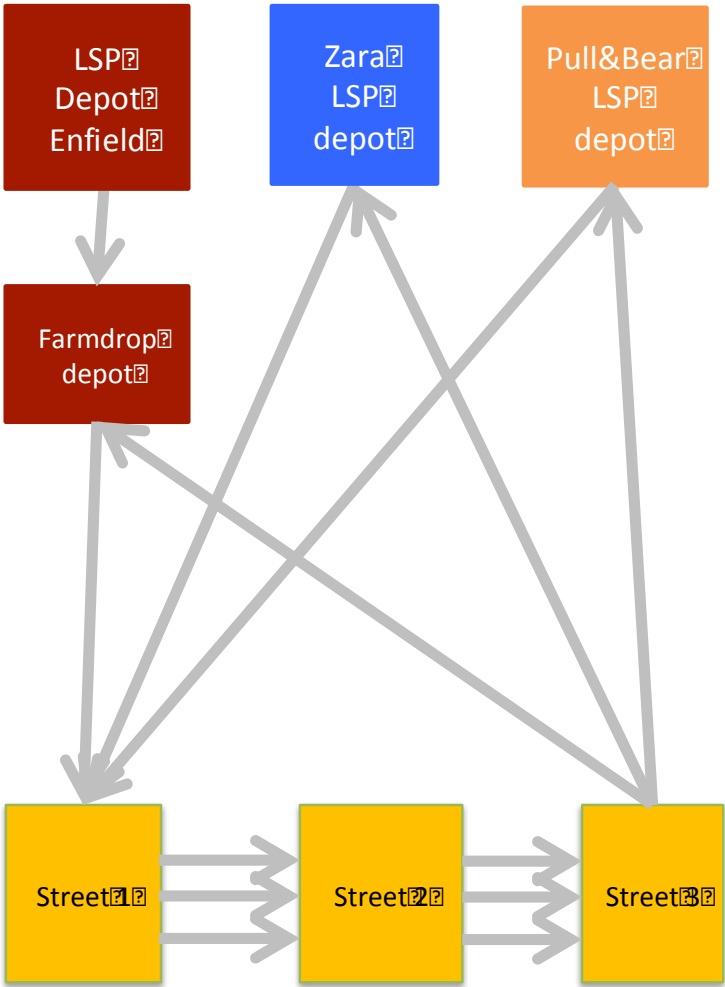 LSP
Depot
Enfield
Zara
LSP
depot
Pull&Bear
LSP
depot
Farmdrop
depot
Street 1
Street 2
Street 3